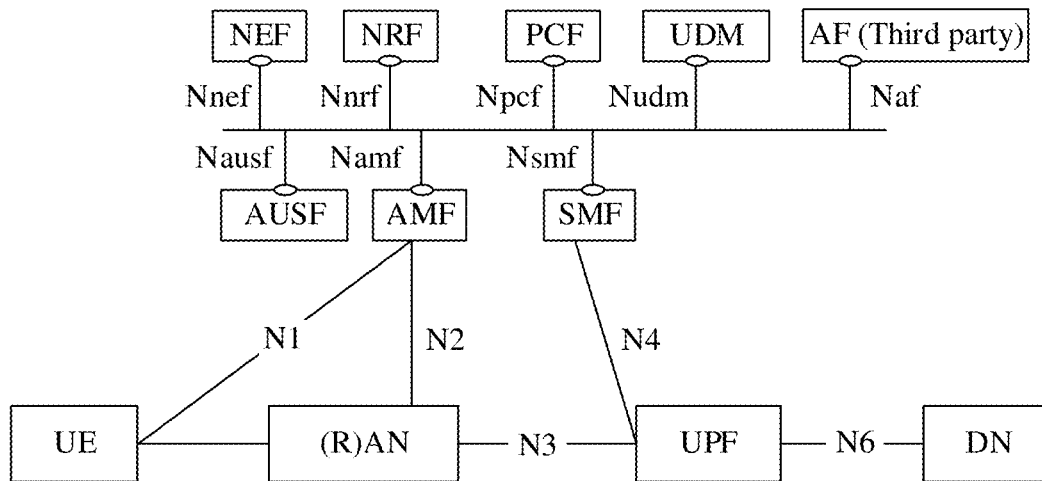 NEF NRF PCF UDM AF (Third party)
Nnef Nnrf Npcf Nudm Naf
Nausf Namf Nsmf
AUSF AMF SMF
N1 N2 N4
UE (R)AN N3 UPF N6 DN